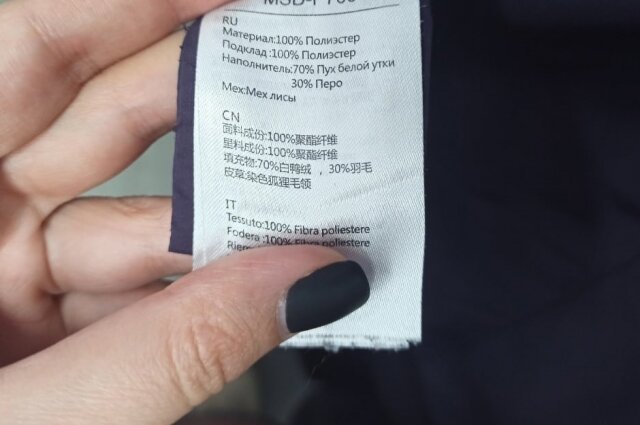 RU
Материал:100% Полиэстер
Подклад :100% Полиэстер
Наполнитель:70% Пух белой утки
30% Перо
Мех:Мех лисы
CN
面料成份:100%聚酯纤维
里料成份:100%聚酯纤维
填充物:70%白鸭绒 ，30%羽毛
皮草:染色狐狸毛领
IT
Tessuto:100% Fibra poliestere
Fodera :100% Fibra poliestere